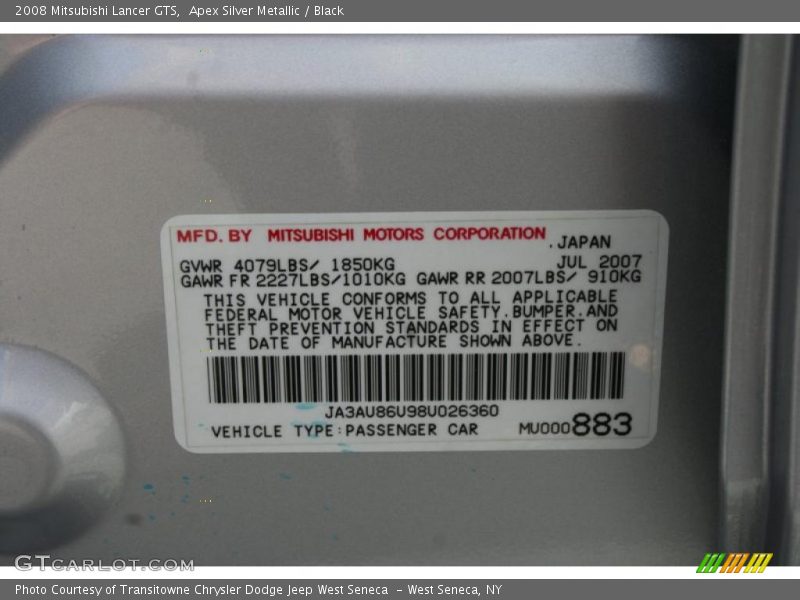 2008 Mitsubishi Lancer GTS,  Apex Silver Metallic / Black
MFD. BY MITSUBISHI MOTORS CORPORATION
, JAPAN
GVWR 4079LBS/ 1850KG JUL 2007
GAWR FR 2227LBS/1010KG GAWR RR 2007LBS/ 910KG
THIS VEHICLE CONFORMS TO ALL APPLICABLE
FEDERAL MOTOR VEHICLE SAFETY,BUMPER,AND
THEFT PREVENTION STANDARDS IN EFFECT ON
THE DATE OF MANUFACTURE SHOWN ABOVE.
JA3AU86U98U026360
VEHICLE TYPE:PASSENGER CAR MU000883
GTCARLOT.COM
Photo Courtesy of Transitowne Chrysler Dodge Jeep West Seneca  - West Seneca, NY